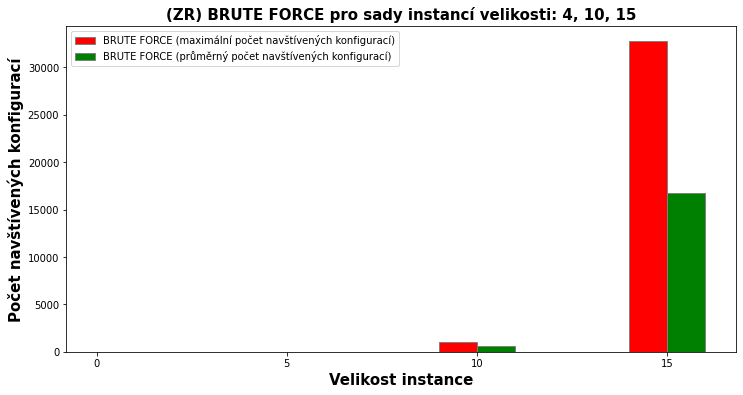 (ZR) BRUTE FORCE pro sady instancí velikosti: 4, 10, 15
BRUTE FORCE (maximální počet navštívených konfigurací)
BRUTE FORCE (průměrný počet navštívených konfigurací)
Počet navštívených konfigurací
30000
25000
20000
15000
10000
5000
0
0 5 10 15
Velikost instance